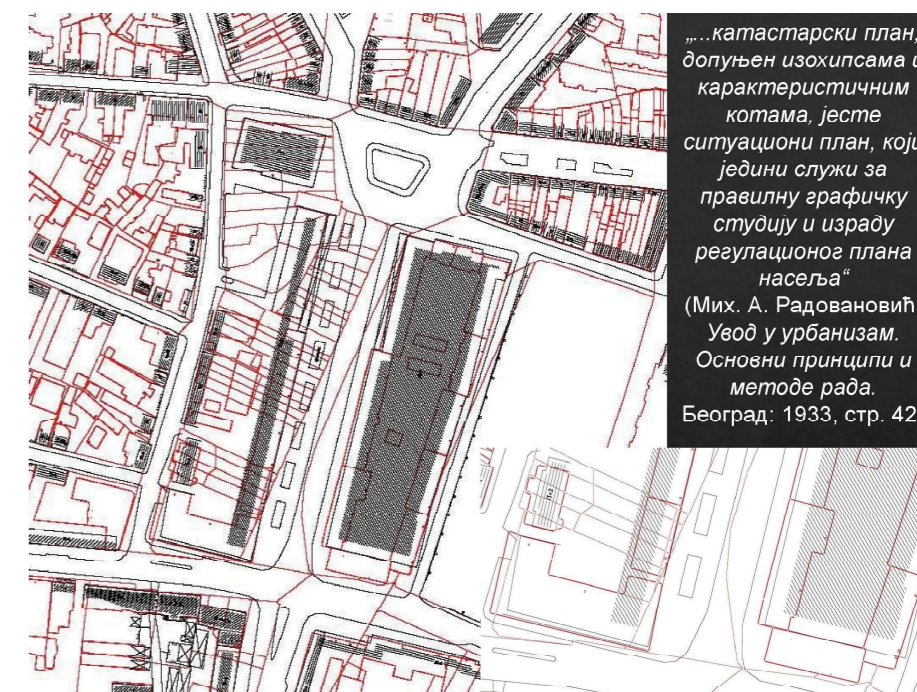 „...катастарски план,
допуњен изохипсама и
карактеристичним
котама, јесте
ситуациони план, који
једини служи за
правилну графичку
студију и израду
регулационог плана
насеља“
(Мих. А. Радовановић
Увод у урбанизам.
Основни принципи и
методе рада.
Београд: 1933, стр. 42